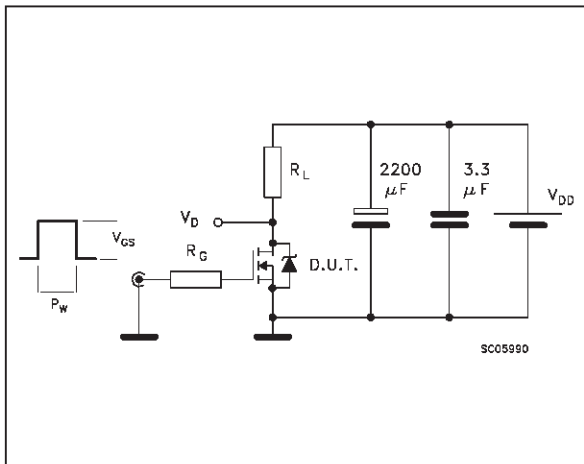 R_L
2200 μF
3.3 μF
V_DD
V_D
V_GS
R_G
D.U.T.
P_W
SC05990